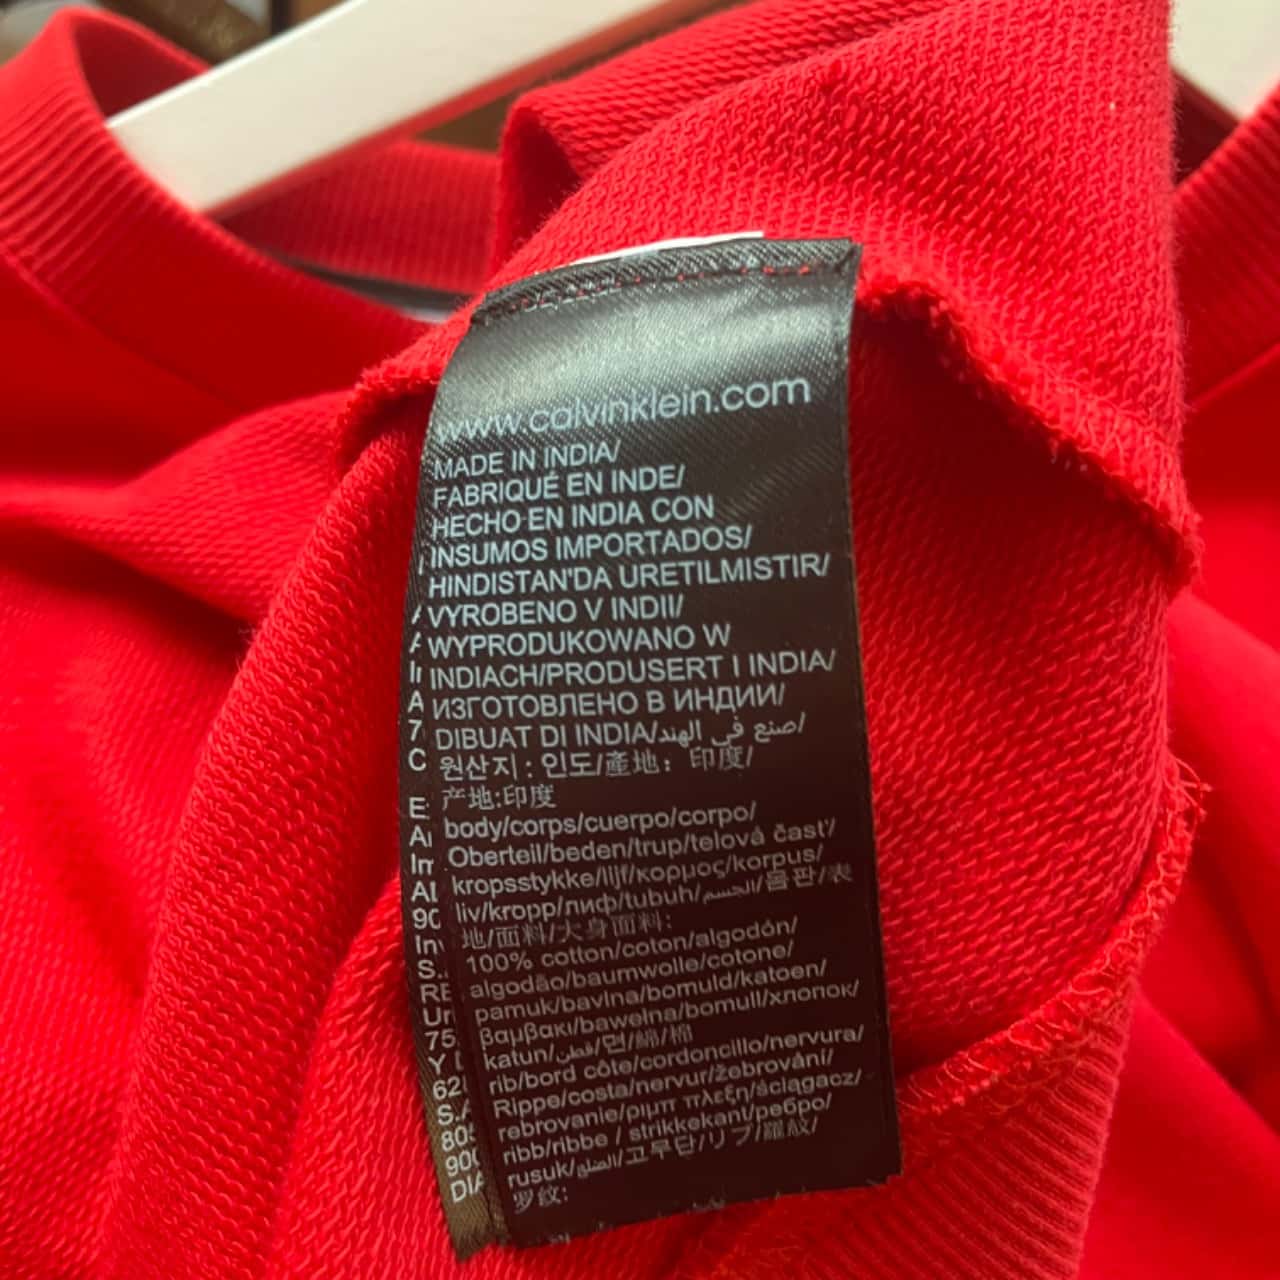 www.calvinklein.com
MADE IN INDIA/
FABRIQUÉ EN INDE/
HECHO EN INDIA CON
INSUMOS IMPORTADOS/
HINDISTAN'DA URETILMISTIR/
VYROBENO V INDII/
WYPRODUKOWANO W
INDIACH/PRODUSERT I INDIA/
ИЗГОТОВЛЕНО В ИНДИИ/
DIBUAT DI INDIA/صنع في الهند/
원산지 : 인도/產地： 印度/
产地:印度
body/corps/cuerpo/corpo/
Oberteil/beden/trup/telová časť/
kropsstykke/lijf/κορμος/korpus/
liv/kropp/лиф/tubuh/الجسم/몸판/表
地/面料/大身面料:
100% cotton/coton/algodón/
algodão/baumwolle/cotone/
pamuk/bavlna/bomuld/katoen/
βαμβακι/bawełna/bomull/хлопок/
katun/قطن/면/綿/棉
rib/bord côte/cordoncillo/nervura/
Rippe/costa/nervur/žebrování/
rebrovanie/ριμπ πλεξη/ściągacz/
ribb/ribbe / strikkekant/ребро/
rusuk/الضلع/고무단/リブ/羅紋/
罗纹: